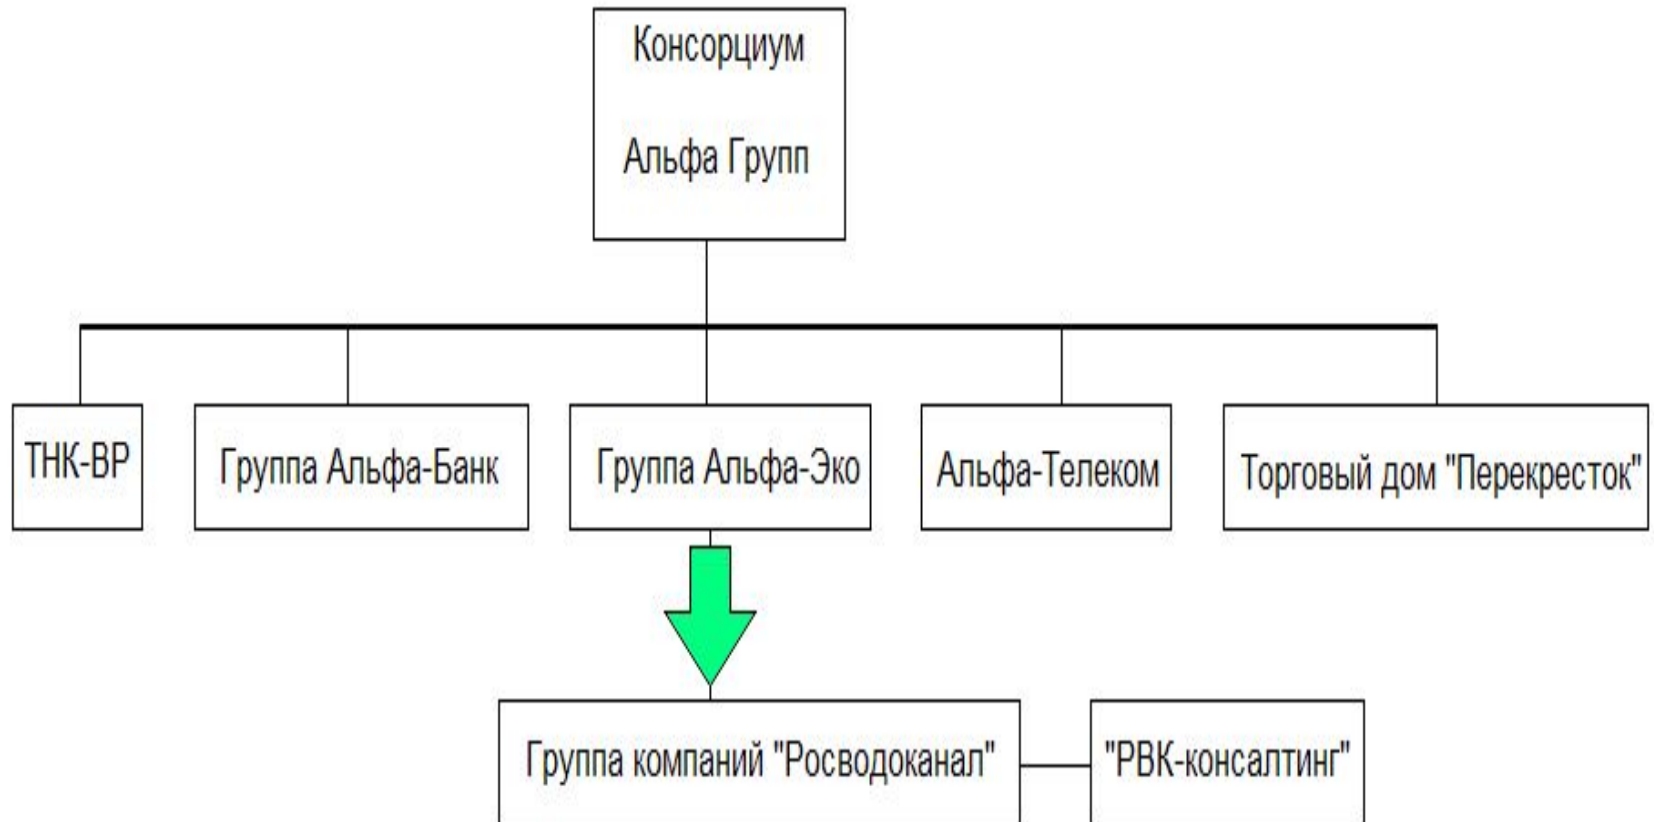 Консорциум
Альфа Групп
ТНК-ВР
Группа Альфа-Банк
Группа Альфа-Эко
Альфа-Телеком
Торговый дом "Перекресток"
Группа компаний "Росводоканал"
"РВК-консалтинг"